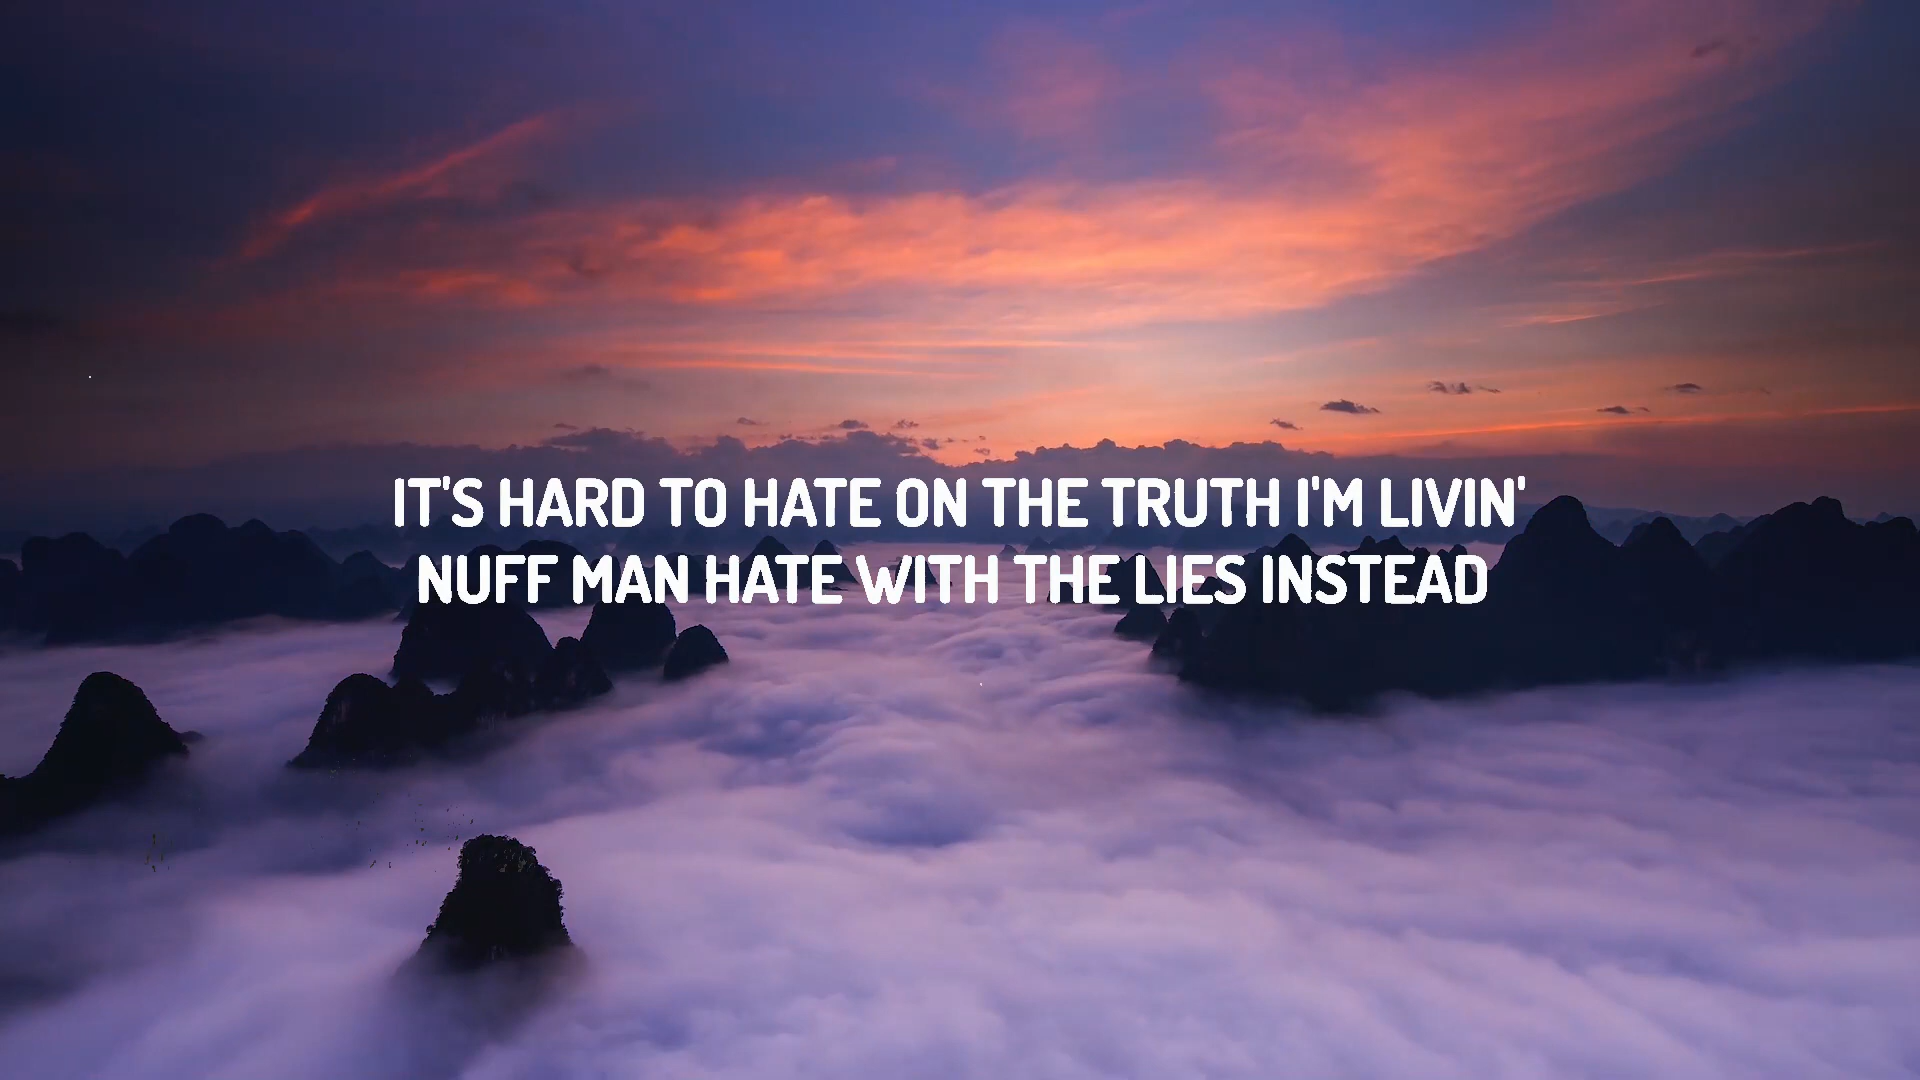 IT'S HARD TO HATE ON THE TRUTH I'M LIVIN'
NUFF MAN HATE WITH THE LIES INSTEAD